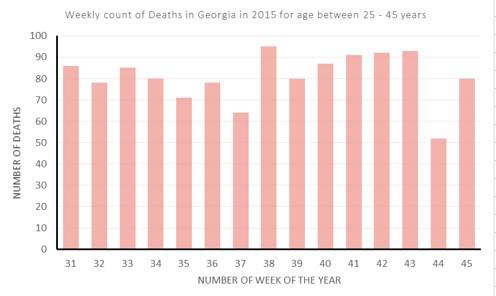 Weekly count of Deaths in Georgia in 2015 for age between 25 - 45 years
100
90
80
70
60
50
40
30
20
10
0
NUMBER OF DEATHS
31 32 33 34 35 36 37 38 39 40 41 42 43 44 45
NUMBER OF WEEK OF THE YEAR